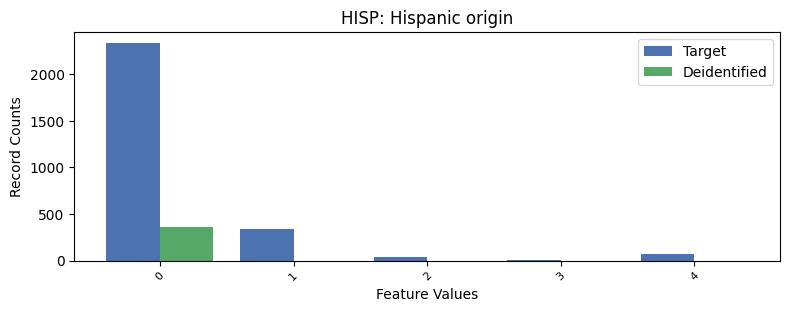 HISP: Hispanic origin
Target
Deidentified
Record Counts
2000
1500
1000
500
0
0
1
2
3
4
Feature Values